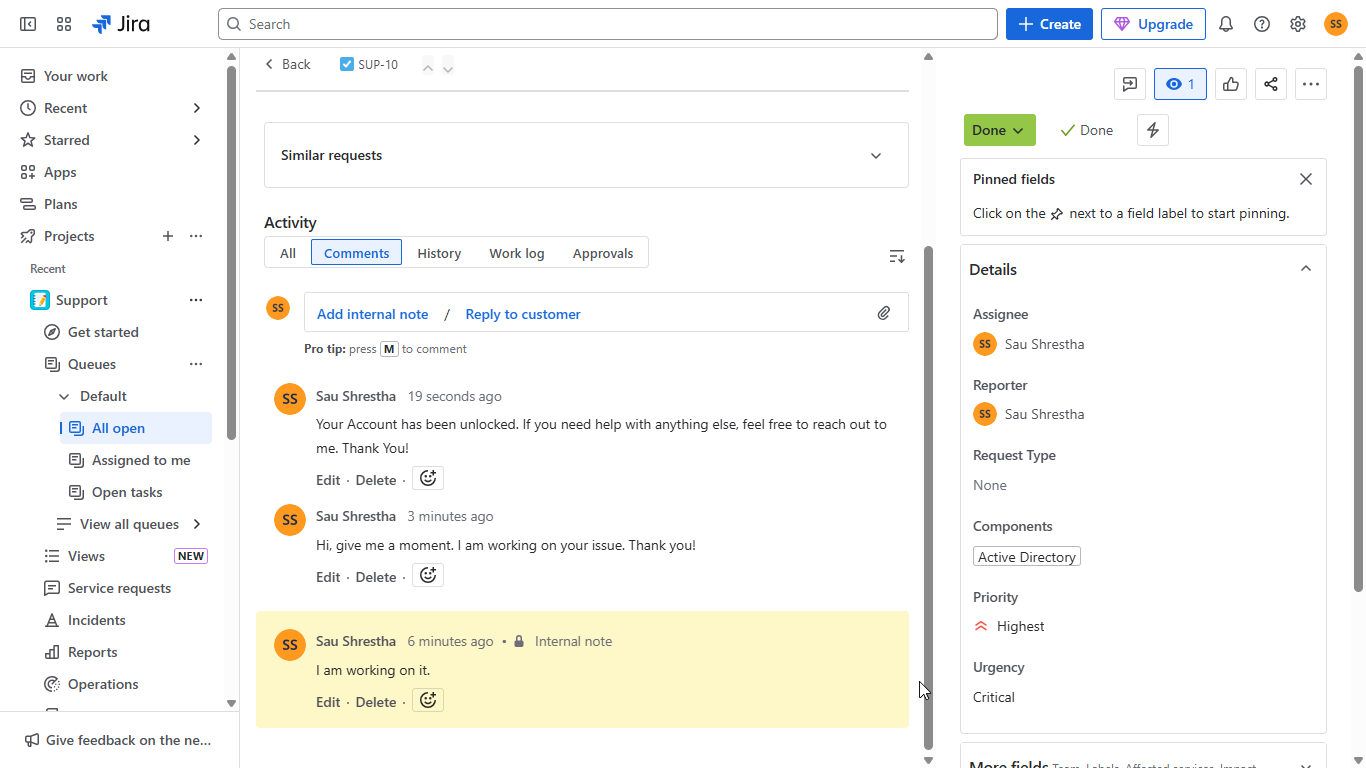 Jira
Search
Create
Upgrade
SS
Your work
Recent
Starred
Apps
Plans
Projects
Recent
Support
Get started
Queues
Default
All open
Assigned to me
Open tasks
View all queues
Views NEW
Service requests
Incidents
Reports
Operations
Give feedback on the ne...
Back
SUP-10
Similar requests
Activity
All
Comments
History
Work log
Approvals
SS
Add internal note / Reply to customer
Pro tip: press M to comment
SS
Sau Shrestha 19 seconds ago
Your Account has been unlocked. If you need help with anything else, feel free to reach out to
me. Thank You!
Edit · Delete ·
SS
Sau Shrestha 3 minutes ago
Hi, give me a moment. I am working on your issue. Thank you!
Edit · Delete ·
SS
Sau Shrestha 6 minutes ago • Internal note
I am working on it.
Edit · Delete ·
1
Done
Done
Pinned fields
Click on the next to a field label to start pinning.
Details
Assignee
SS Sau Shrestha
Reporter
SS Sau Shrestha
Request Type
None
Components
Active Directory
Priority
Highest
Urgency
Critical
More fields Team, Labels, Affected services, Impact